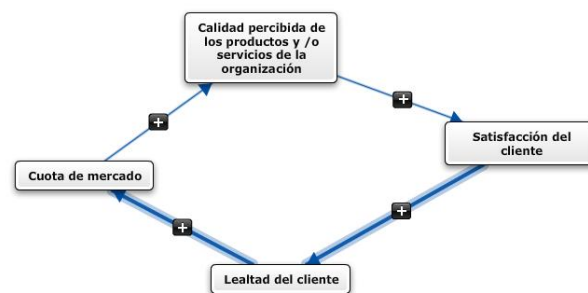 Calidad percibida de
los productos y /o
servicios de la
organización
+
+
Satisfacción del
cliente
Cuota de mercado
+
+
Lealtad del cliente